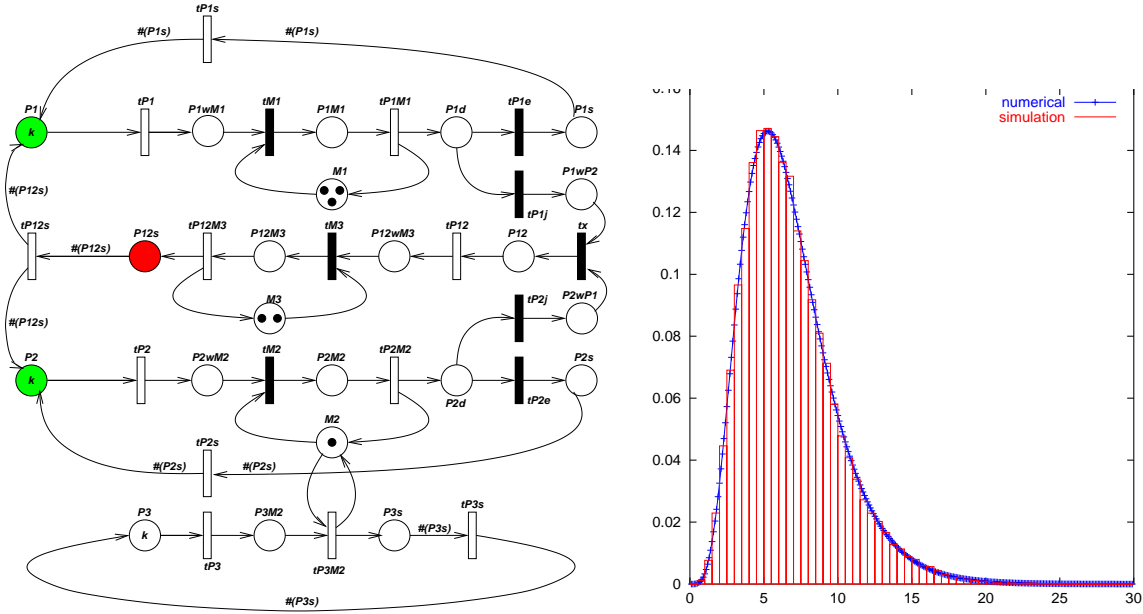 tP1s
#(P1s) #(P1s)
P1 tP1 P1wM1 tM1 P1M1 tP1M1 P1d tP1e P1s
k
M1
P1wP2
#(P12s)
tP1j
tP12s P12s tP12M3 P12M3 tM3 P12wM3 tP12 P12 tx
#(P12s)
M3
tP2j P2wP1
#(P12s)
P2 tP2 P2wM2 tM2 P2M2 tP2M2 P2s
k
P2d tP2e
M2
tP2s
#(P2s) #(P2s)
P3 P3M2 P3s tP3s
#(P3s)
k
tP3 tP3M2
#(P3s)
0.16
numerical
simulation
0.14
0.12
0.1
0.08
0.06
0.04
0.02
0
0 5 10 15 20 25 30